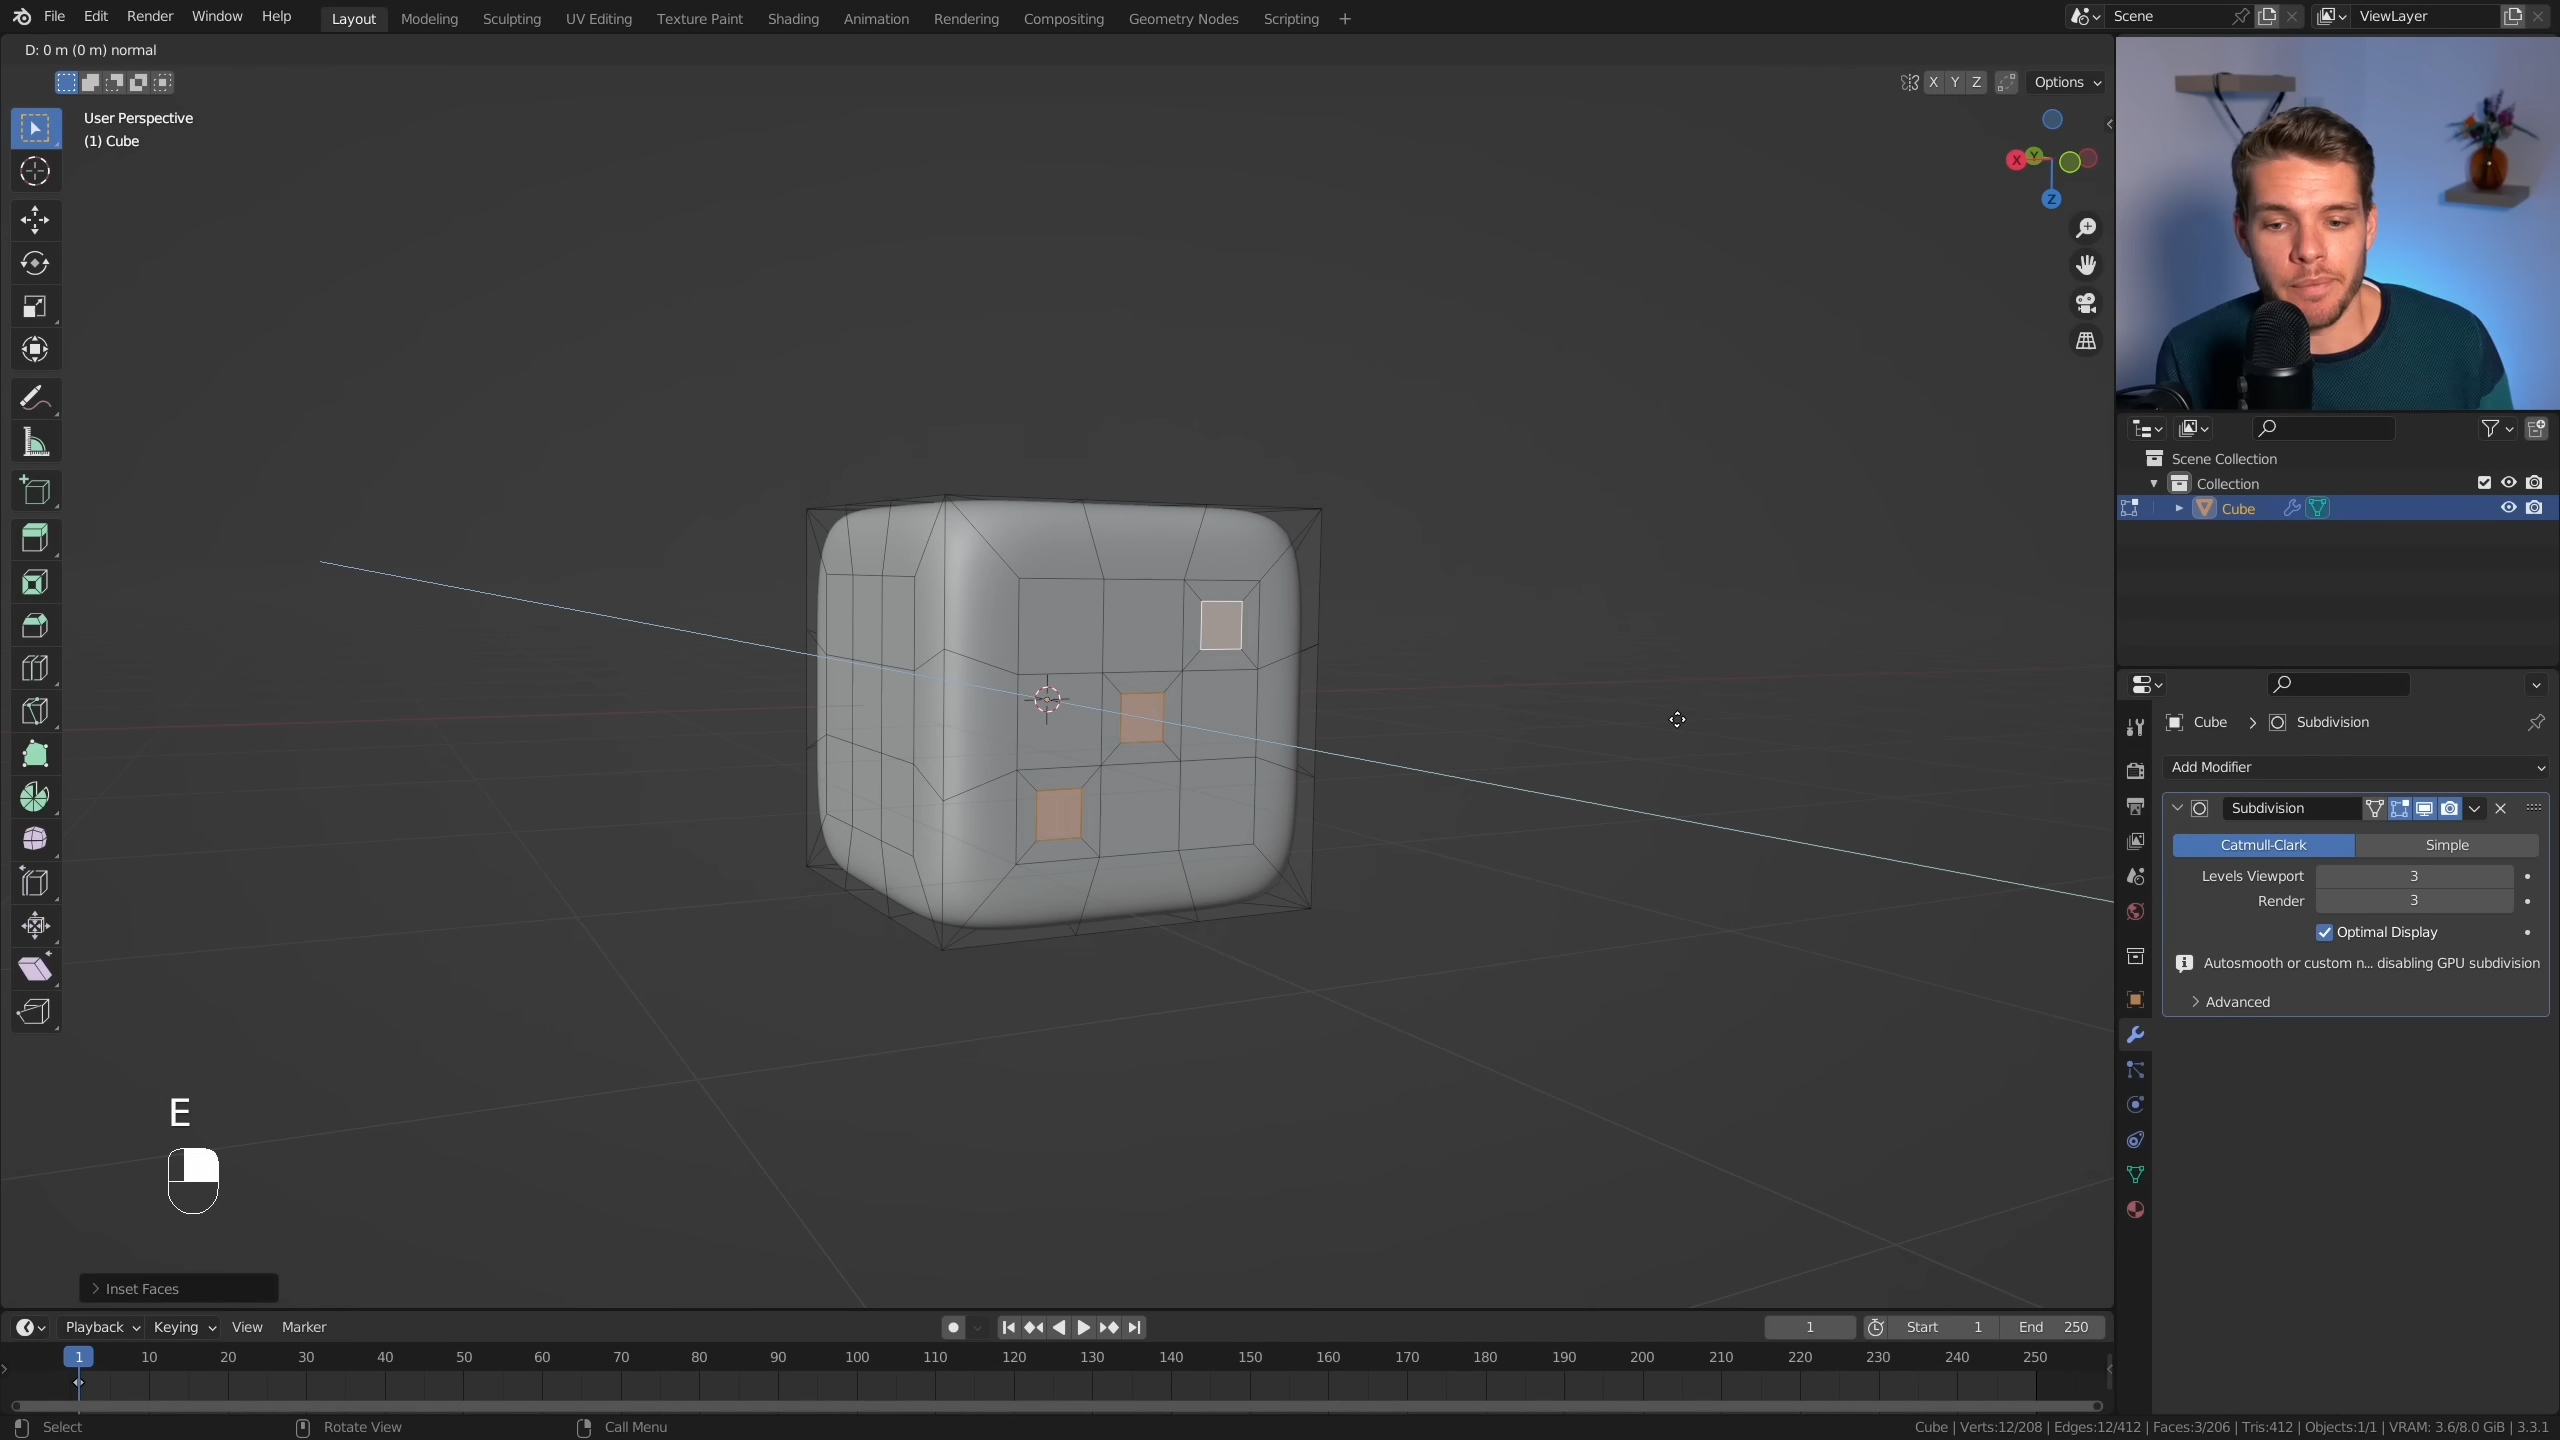 File Edit Render Window Help Layout Modeling Sculpting UV Editing Texture Paint Shading Animation Rendering Compositing Geometry Nodes Scripting + Scene ViewLayer
D: 0 m (0 m) normal
X Y Z Options
User Perspective
(1) Cube
X Y
Z
Scene Collection
Collection
Cube
Cube > Subdivision
Add Modifier
Subdivision
Catmull-Clark Simple
Levels Viewport 3
Render 3
Optimal Display
Autosmooth or custom n... disabling GPU subdivision
Advanced
E
Inset Faces
Playback Keying View Marker 1 Start 1 End 250
1 10 20 30 40 50 60 70 80 90 100 110 120 130 140 150 160 170 180 190 200 210 220 230 240 250
Select Rotate View Call Menu Cube | Verts:12/208 | Edges:12/412 | Faces:3/206 | Tris:412 | Objects:1/1 | VRAM: 3.6/8.0 GiB | 3.3.1